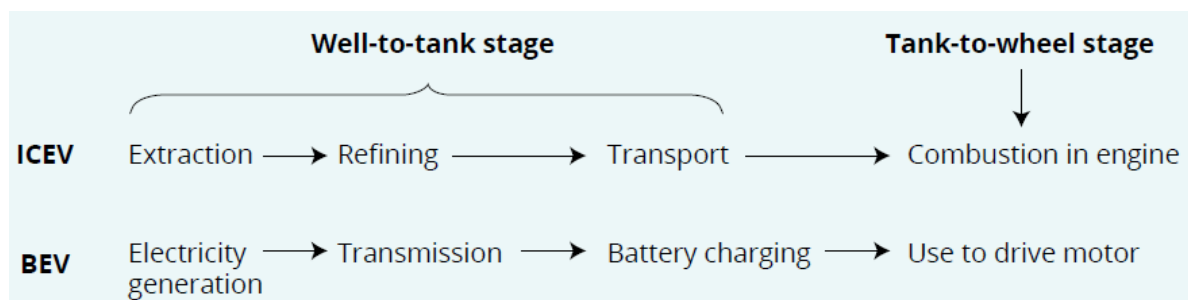 Well-to-tank stage Tank-to-wheel stage
ICEV Extraction Refining Transport Combustion in engine
BEV Electricity generation Transmission Battery charging Use to drive motor